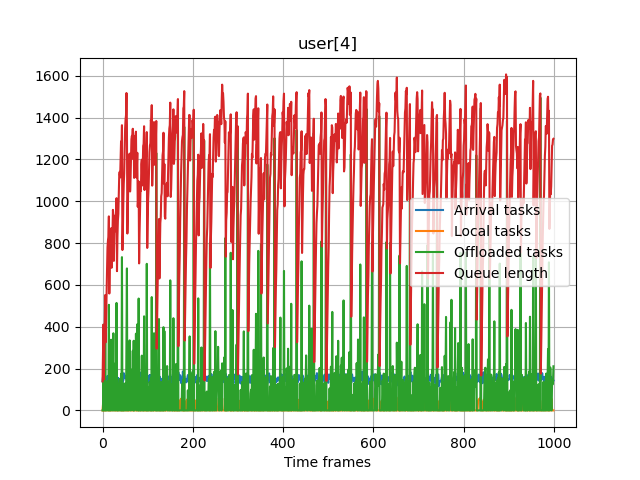 user[4]
1600
1400
1200
1000
800
600
400
200
0
Arrival tasks
Local tasks
Offloaded tasks
Queue length
0 200 400 600 800 1000
Time frames